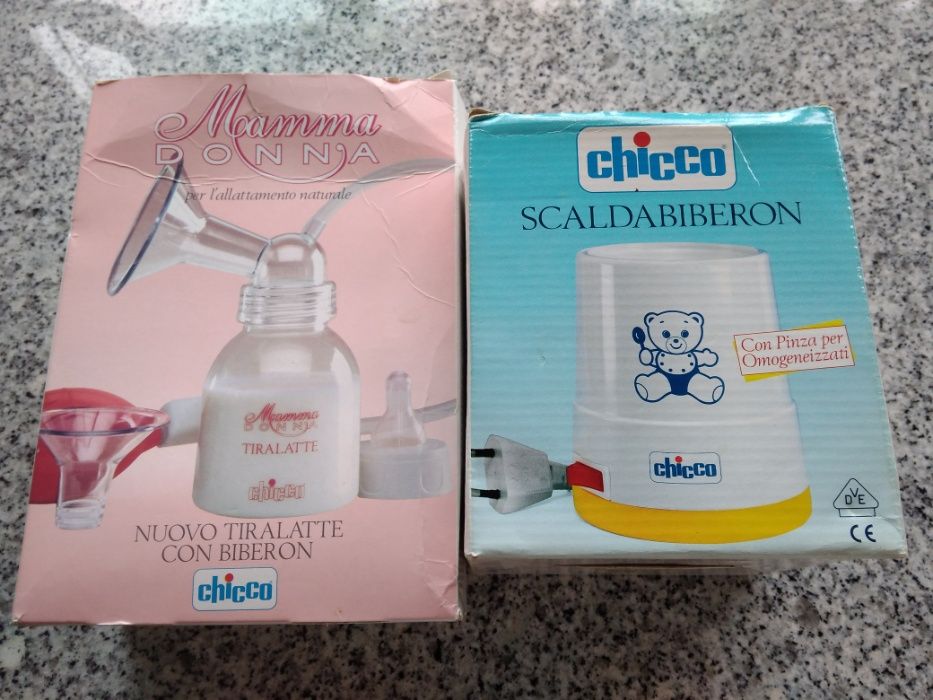 Mamma
DONNA
per l'allattamento naturale
Mamma
DONNA
TIRALATTE
chicco
NUOVO TIRALATTE
CON BIBERON
chicco
chicco
SCALDABIBERON
Con Pinza per
Omogeneizzati
chicco
DVE
CE